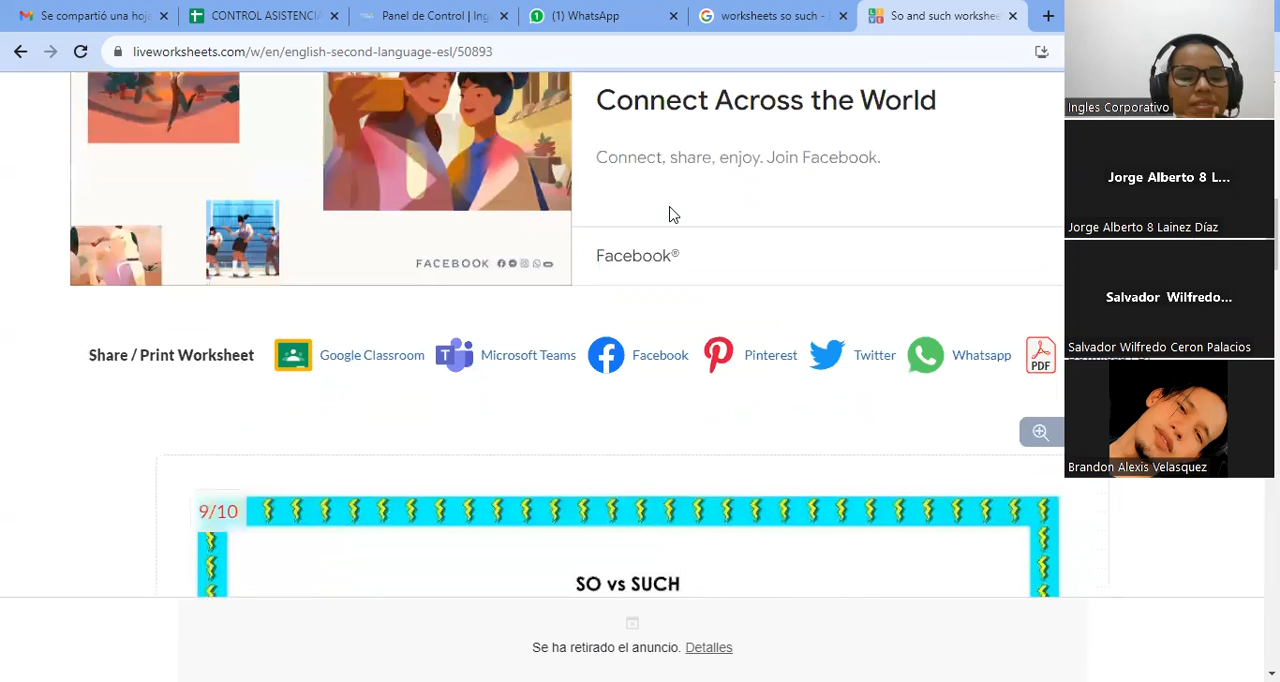 Se compartió una hoja
CONTROL ASISTENCIA
Panel de Control | Ing
(1) WhatsApp
worksheets so such -
So and such workshee
liveworksheets.com/w/en/english-second-language-esl/50893
Connect Across the World
Connect, share, enjoy. Join Facebook.
Facebook®
FACEBOOK
Share / Print Worksheet
Google Classroom
Microsoft Teams
Facebook
Pinterest
Twitter
Whatsapp
PDF
9/10
SO vs SUCH
Se ha retirado el anuncio. Detalles
Ingles Corporativo
Jorge Alberto 8 L...
Jorge Alberto 8 Lainez Díaz
Salvador Wilfredo...
Salvador Wilfredo Ceron Palacios
Brandon Alexis Velasquez